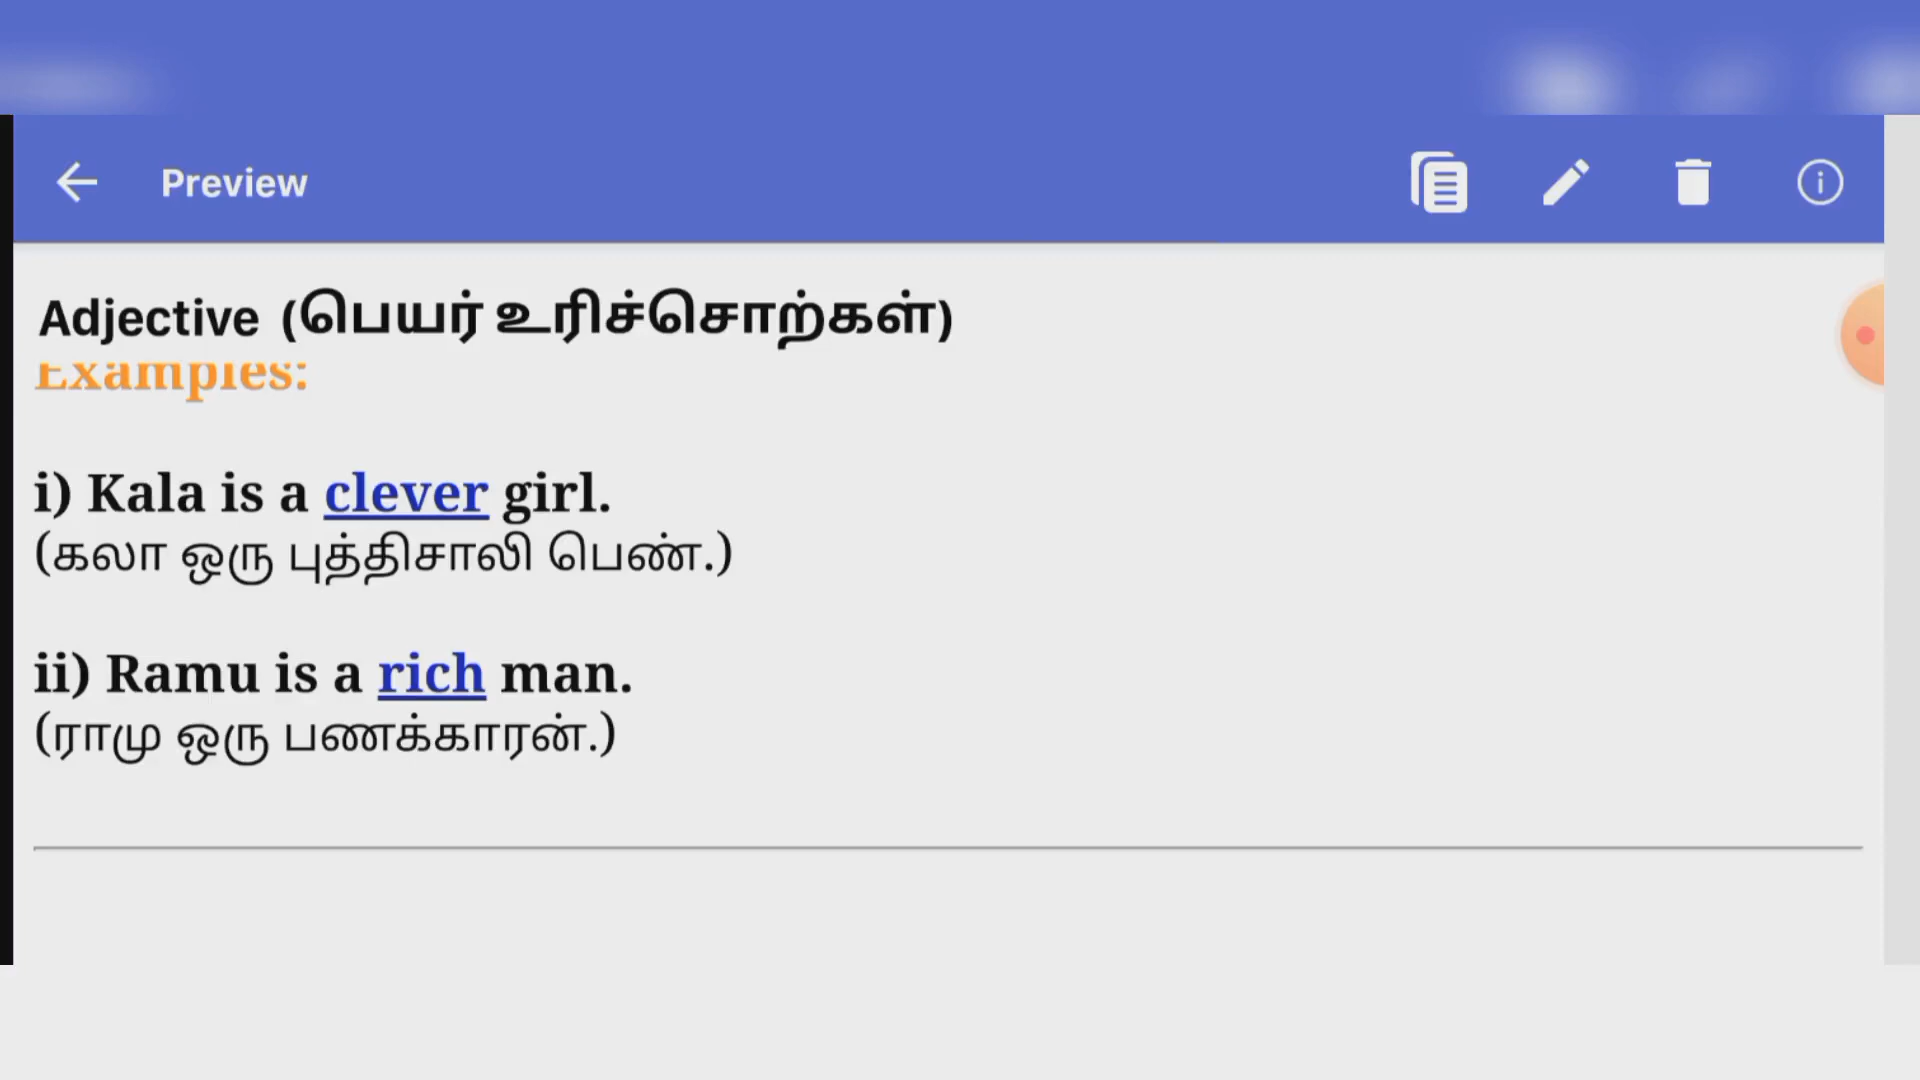 Preview
Adjective (பெயர் உரிச்சொற்கள்)
Examples:
i) Kala is a clever girl.
(கலா ஒரு புத்திசாலி பெண்.)
ii) Ramu is a rich man.
(ராமு ஒரு பணக்காரன்.)